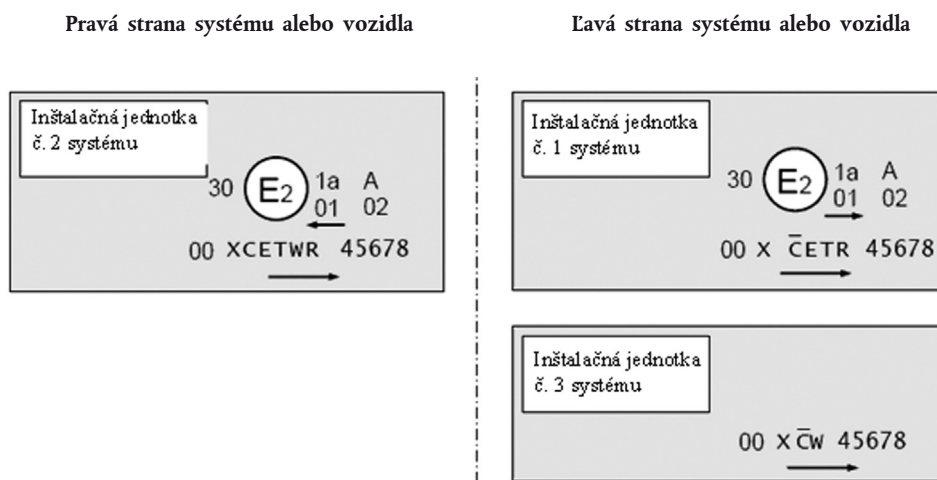 Pravá strana systému alebo vozidla
Ľavá strana systému alebo vozidla
Inštalačná jednotka
č. 2 systému
30 E2 1a A
01 02
00 XCETWR 45678
Inštalačná jednotka
č. 1 systému
30 E2 1a A
01 02
00 X C̅ETR 45678
Inštalačná jednotka
č. 3 systému
00 X C̅W 45678